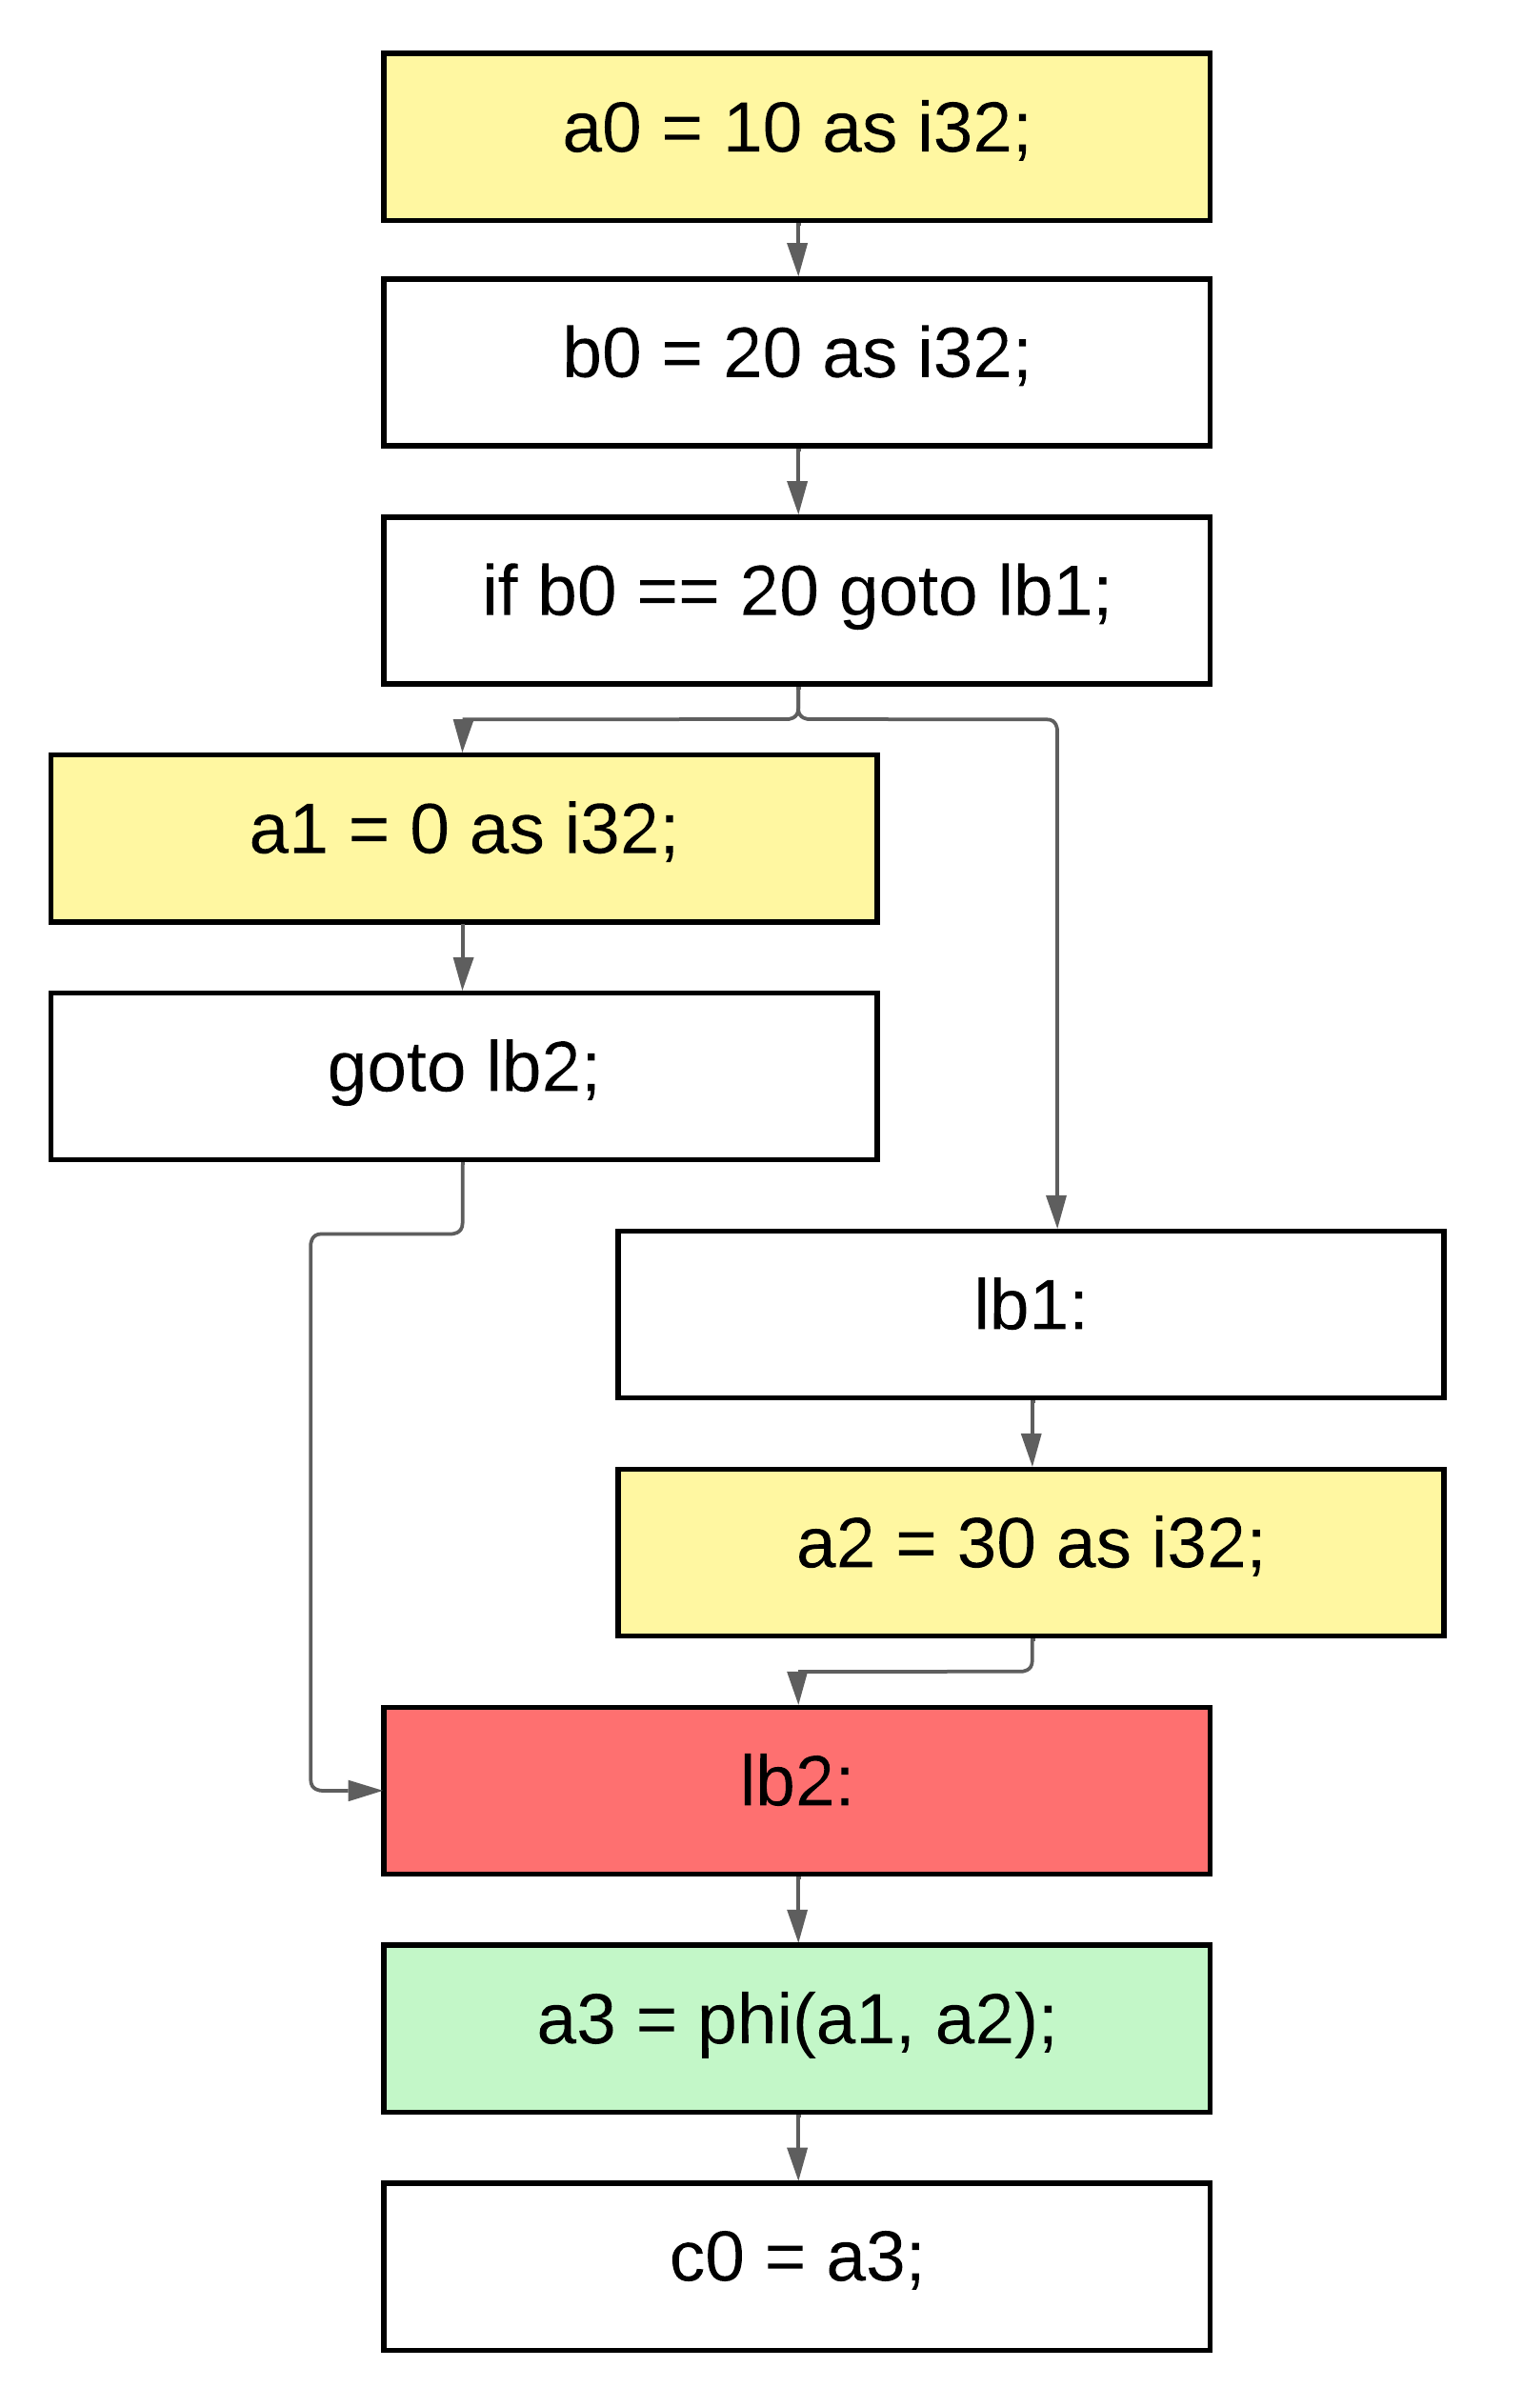 a0 = 10 as i32;
b0 = 20 as i32;
if b0 == 20 goto lb1;
a1 = 0 as i32;
goto lb2;
lb1:
a2 = 30 as i32;
lb2:
a3 = phi(a1, a2);
c0 = a3;